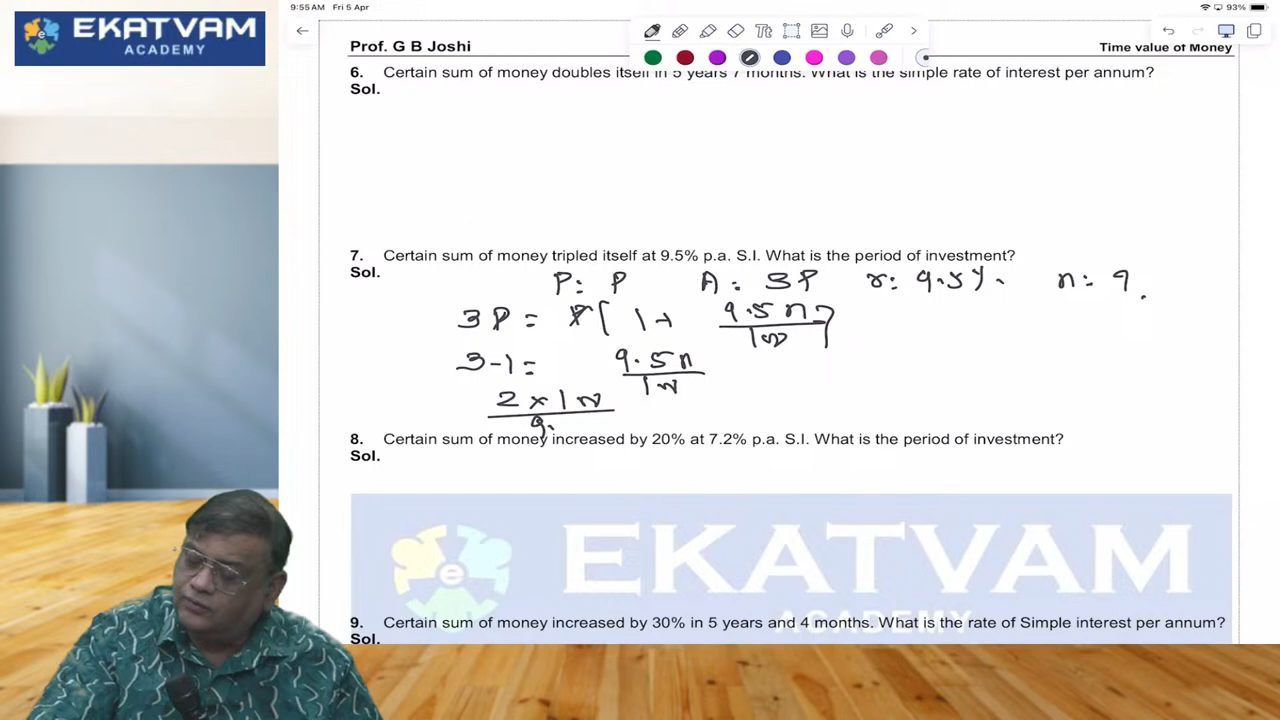 9:55 AM Fri 5 Apr
93%
EKATVAM
ACADEMY
Tt
Prof. G B Joshi
Time value of Money
6. Certain sum of money doubles itself in 5 years 7 months. What is the simple rate of interest per annum?
Sol.
7. Certain sum of money tripled itself at 9.5% p.a. S.I. What is the period of investment?
Sol.
P: P A: 3P r: 9.5% n: ?
3P = P[ 1+ 9.5n/100 ]
3-1 = 9.5n/100
2 x 100
9.
8. Certain sum of money increased by 20% at 7.2% p.a. S.I. What is the period of investment?
Sol.
EKATVAM
e
ACADEMY
9. Certain sum of money increased by 30% in 5 years and 4 months. What is the rate of Simple interest per annum?
Sol.